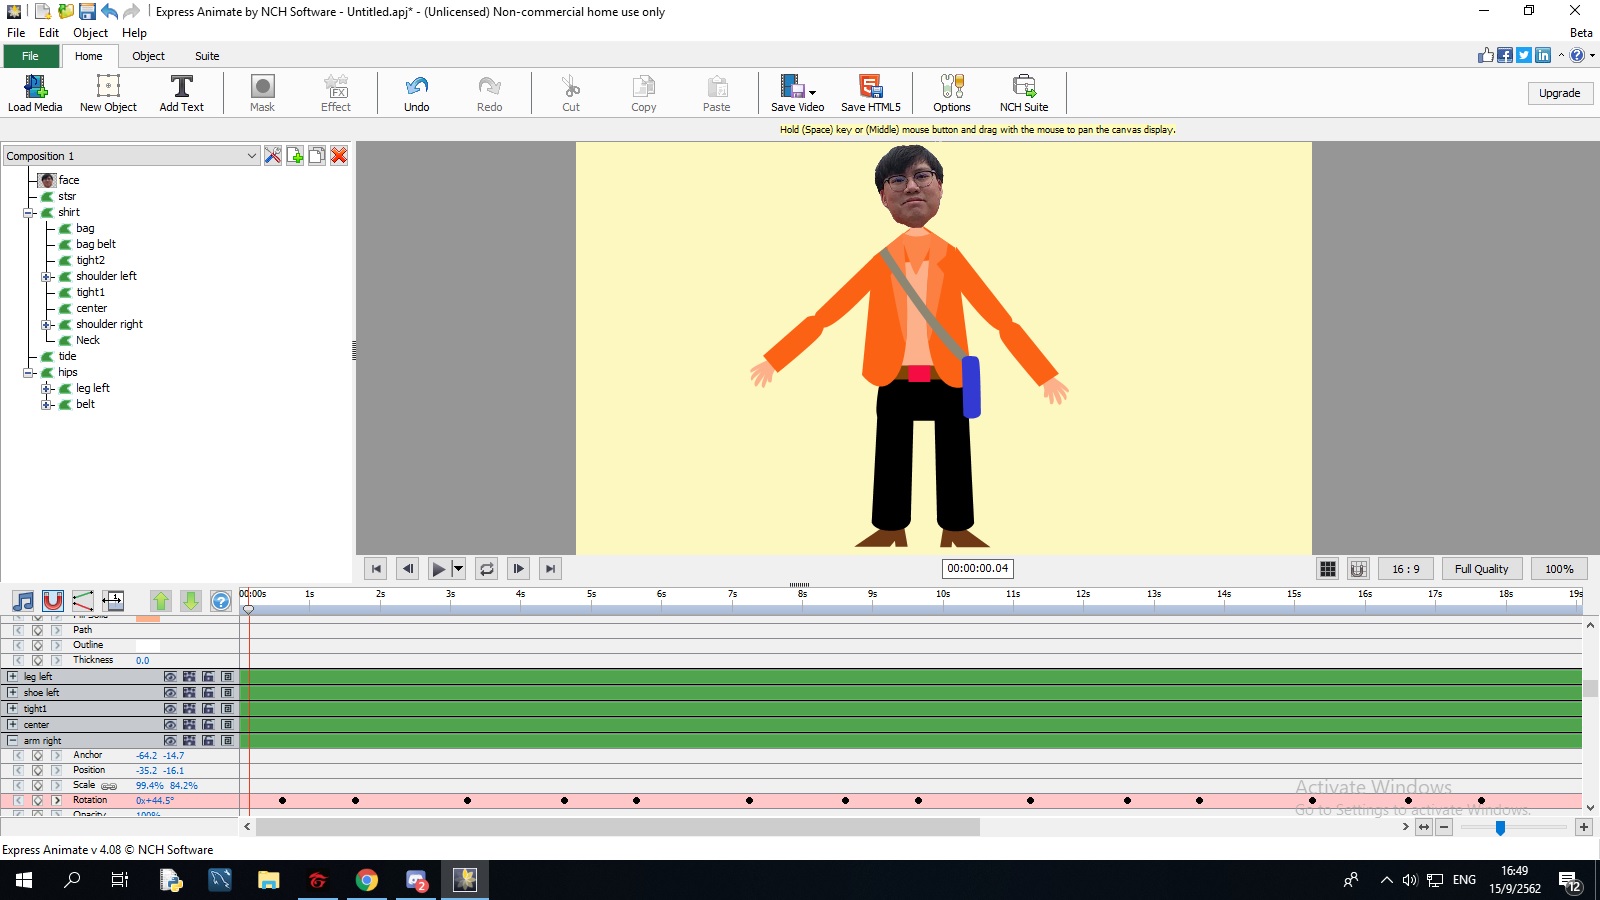 Express Animate by NCH Software - Untitled.apj* - (Unlicensed) Non-commercial home use only
File Edit Object Help
Beta
File Home Object Suite
Load Media New Object Add Text Mask Effect Undo Redo Cut Copy Paste Save Video Save HTML5 Options NCH Suite Upgrade
Hold (Space) key or (Middle) mouse button and drag with the mouse to pan the canvas display.
Composition 1
face
stsr
shirt
bag
bag belt
tight2
shoulder left
tight1
center
shoulder right
Neck
tide
hips
leg left
belt
00:00:00.04
16 : 9
Full Quality
100%
00:00s 1s 2s 3s 4s 5s 6s 7s 8s 9s 10s 11s 12s 13s 14s 15s 16s 17s 18s 19s
Path
Outline
Thickness 0.0
leg left
shoe left
tight1
center
arm right
Anchor -64.2 -14.7
Position -35.2 -16.1
Scale 99.4% 84.2%
Rotation 0x+44.5°
Opacity 100%
Activate Windows
Go to Settings to activate Windows.
Express Animate v 4.08 © NCH Software
2
ENG
16:49
15/9/2562
12